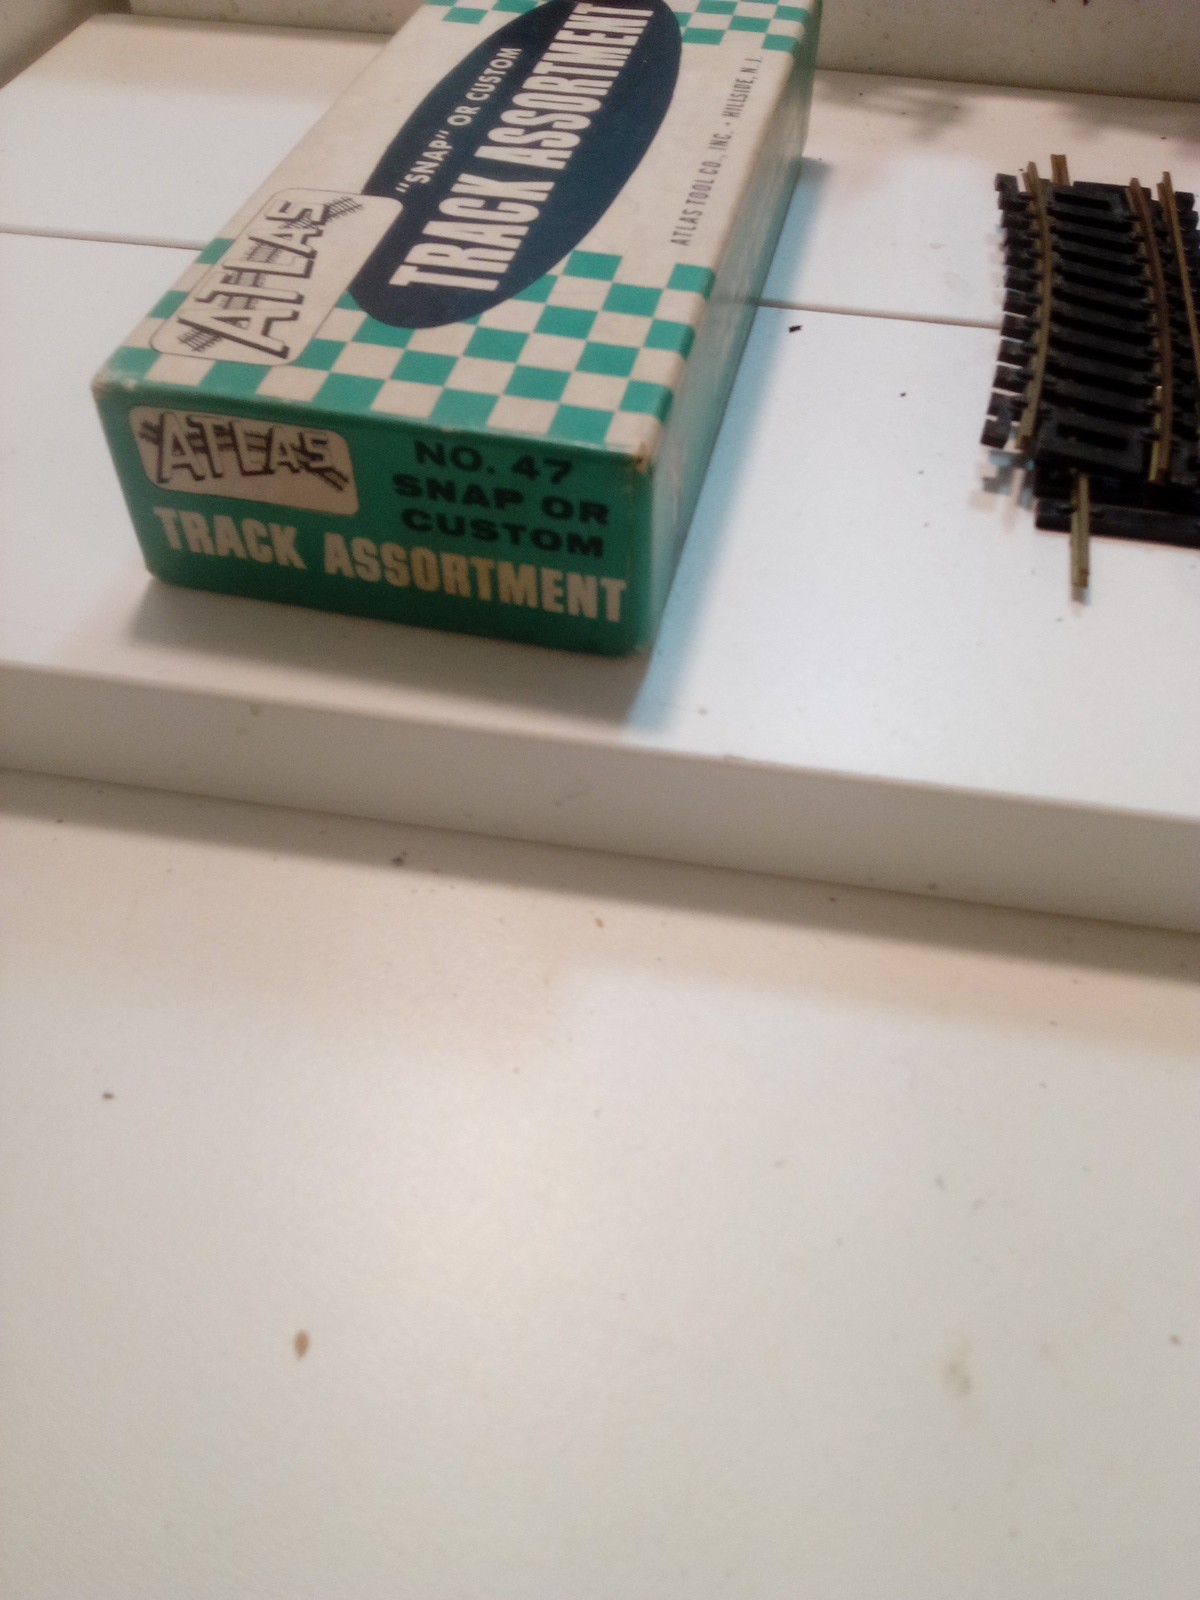 ATLAS
"SNAP" OR CUSTOM
TRACK ASSORTMENT
ATLAS TOOL CO., INC. • HILLSIDE, N.J.
ATLAS
NO. 47
SNAP OR
CUSTOM
TRACK ASSORTMENT